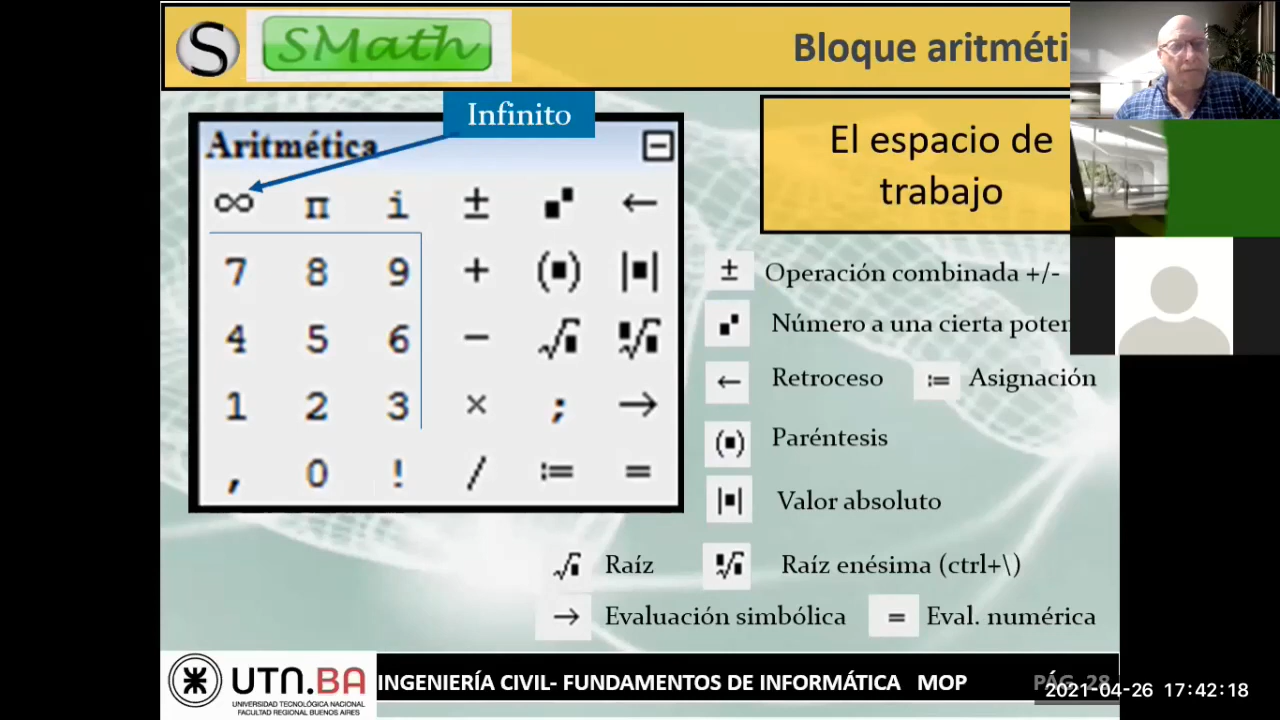 S
SMath
Bloque aritméti
Infinito
Aritmética
El espacio de
trabajo
∞ π i ± ■▪ ←
7 8 9 + (■) |■|
4 5 6 - √■ ▪√■
1 2 3 × ; →
, 0 ! / := =
± Operación combinada +/-
Número a una cierta poten
← Retroceso := Asignación
(■) Paréntesis
|■| Valor absoluto
√■ Raíz ▪√■ Raíz enésima (ctrl+\)
→ Evaluación simbólica = Eval. numérica
UTN.BA
UNIVERSIDAD TECNOLÓGICA NACIONAL
FACULTAD REGIONAL BUENOS AIRES
INGENIERÍA CIVIL- FUNDAMENTOS DE INFORMÁTICA MOP
PÁG. 28
2021-04-26 17:42:18